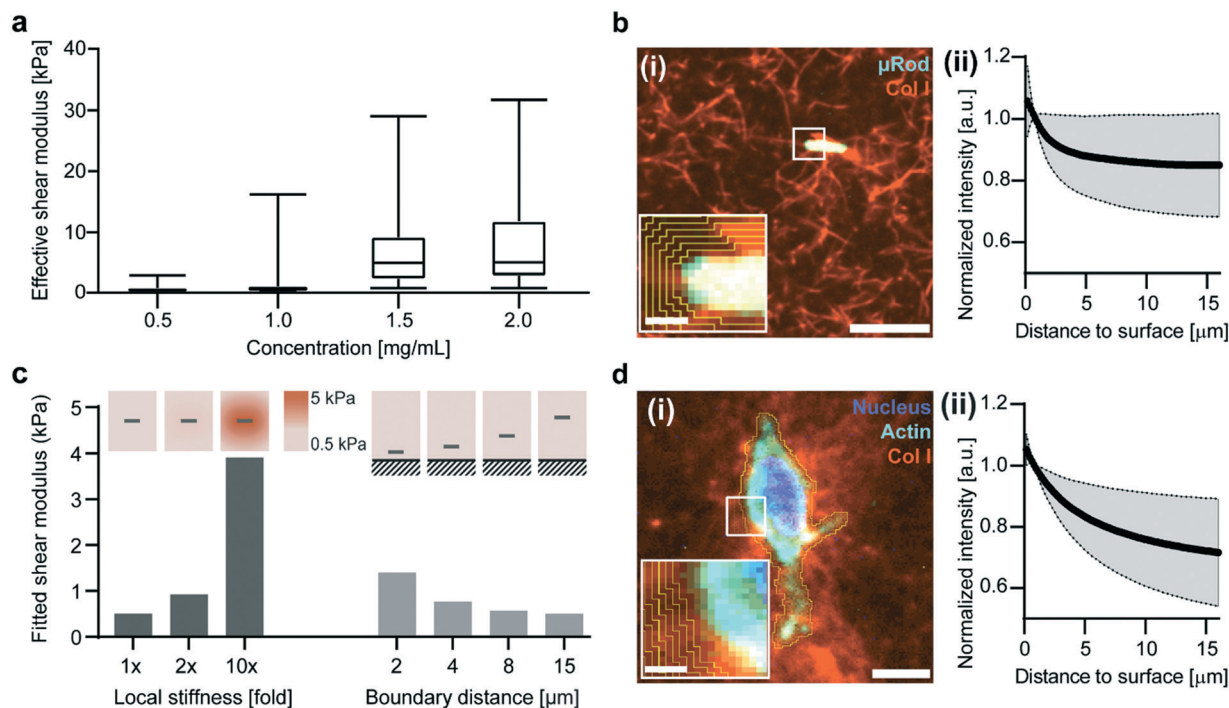 a
Effective shear modulus [kPa]
40
30
20
10
0
0.5 1.0 1.5 2.0
Concentration [mg/mL]
b
(i)
µRod
Col I
(ii)
Normalized intensity [a.u.]
1.2
1.0
0.8
0.6
0 5 10 15
Distance to surface [µm]
c
Fitted shear modulus (kPa)
5
4
3
2
1
0
5 kPa
0.5 kPa
1x 2x 10x
Local stiffness [fold]
2 4 8 15
Boundary distance [µm]
d
(i)
Nucleus
Actin
Col I
(ii)
Normalized intensity [a.u.]
1.2
1.0
0.8
0.6
0 5 10 15
Distance to surface [µm]